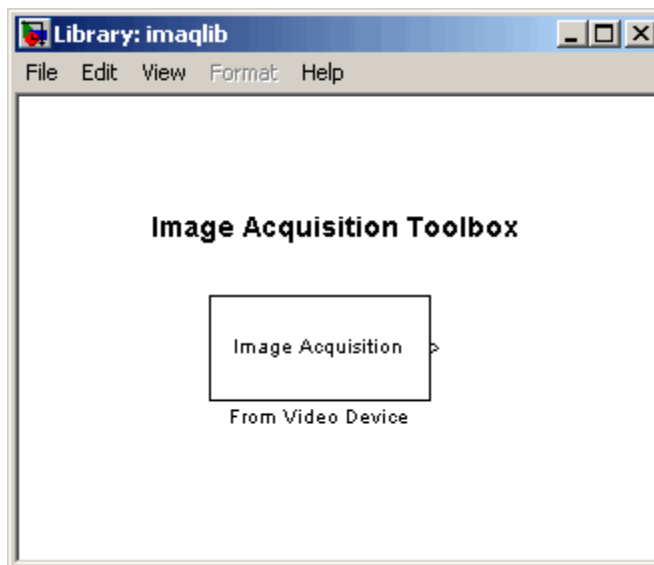 Library: imaqlib
File Edit View Format Help
Image Acquisition Toolbox
Image Acquisition
From Video Device